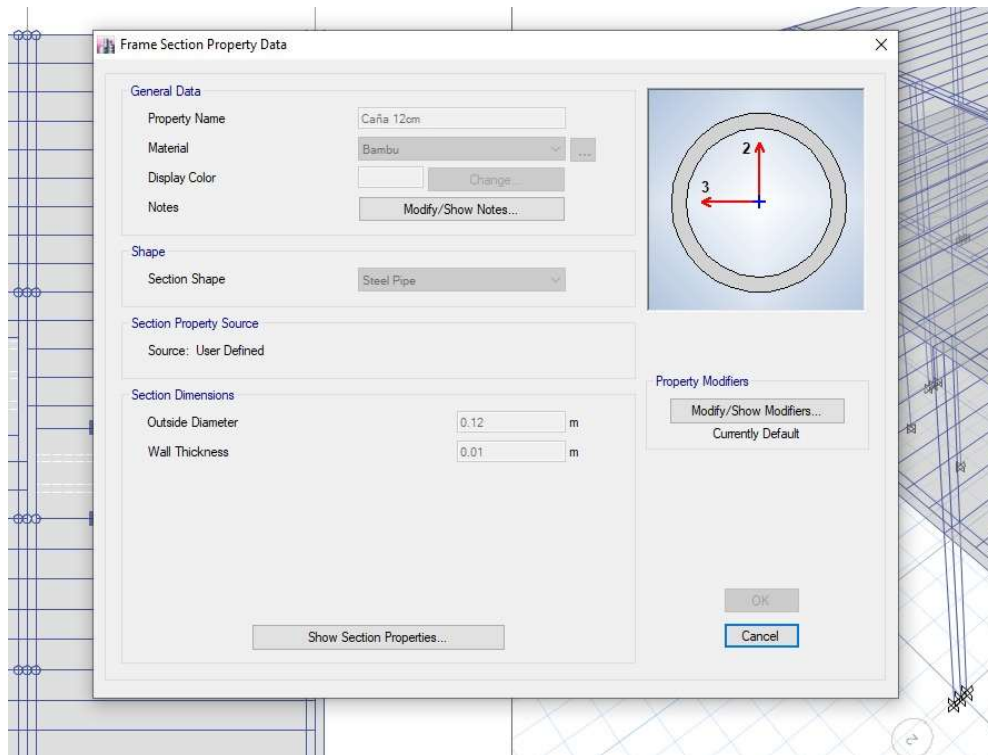 Frame Section Property Data
General Data
Property Name
Caña 12cm
Material
Bambu
...
Display Color
Change...
Notes
Modify/Show Notes...
Shape
Section Shape
Steel Pipe
Section Property Source
Source: User Defined
Section Dimensions
Outside Diameter
0.12
m
Wall Thickness
0.01
m
Show Section Properties...
2
3
Property Modifiers
Modify/Show Modifiers...
Currently Default
OK
Cancel
2